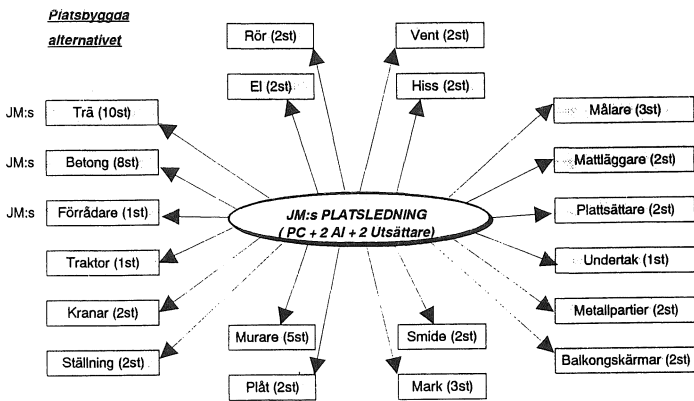 Platsbyggda
alternativet
Rör (2st)
Vent (2st)
El (2st)
Hiss (2st)
JM:s Trä (10st)
JM:s Betong (8st)
JM:s Förrådare (1st)
Traktor (1st)
Kranar (2st)
Ställning (2st)
JM:s PLATSLEDNING
( PC + 2 AI + 2 Utsättare)
Målare (3st)
Mattläggare (2st)
Plattsättare (2st)
Undertak (1st)
Metallpartier (2st)
Balkongskärmar (2st)
Murare (5st)
Smide (2st)
Plåt (2st)
Mark (3st)